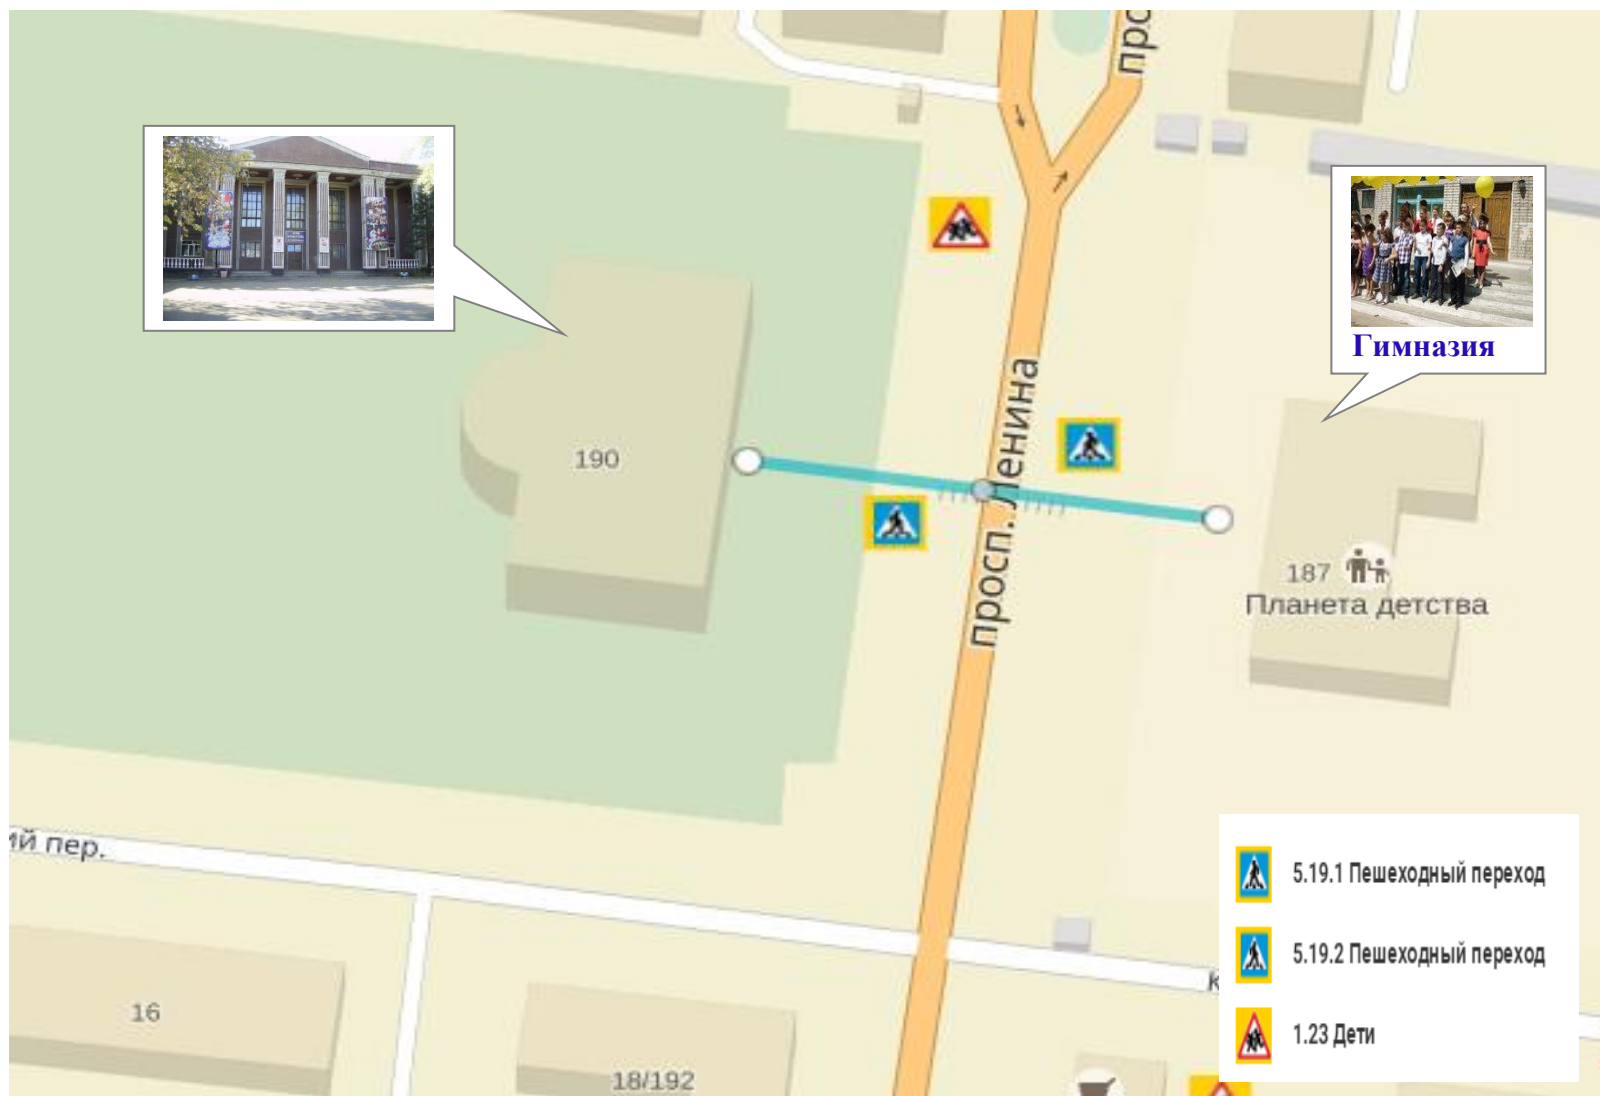 прос
Гимназия
просп. Ленина
190
187
Планета детства
ий пер.
5.19.1 Пешеходный переход
5.19.2 Пешеходный переход
1.23 Дети
16
18/192
к